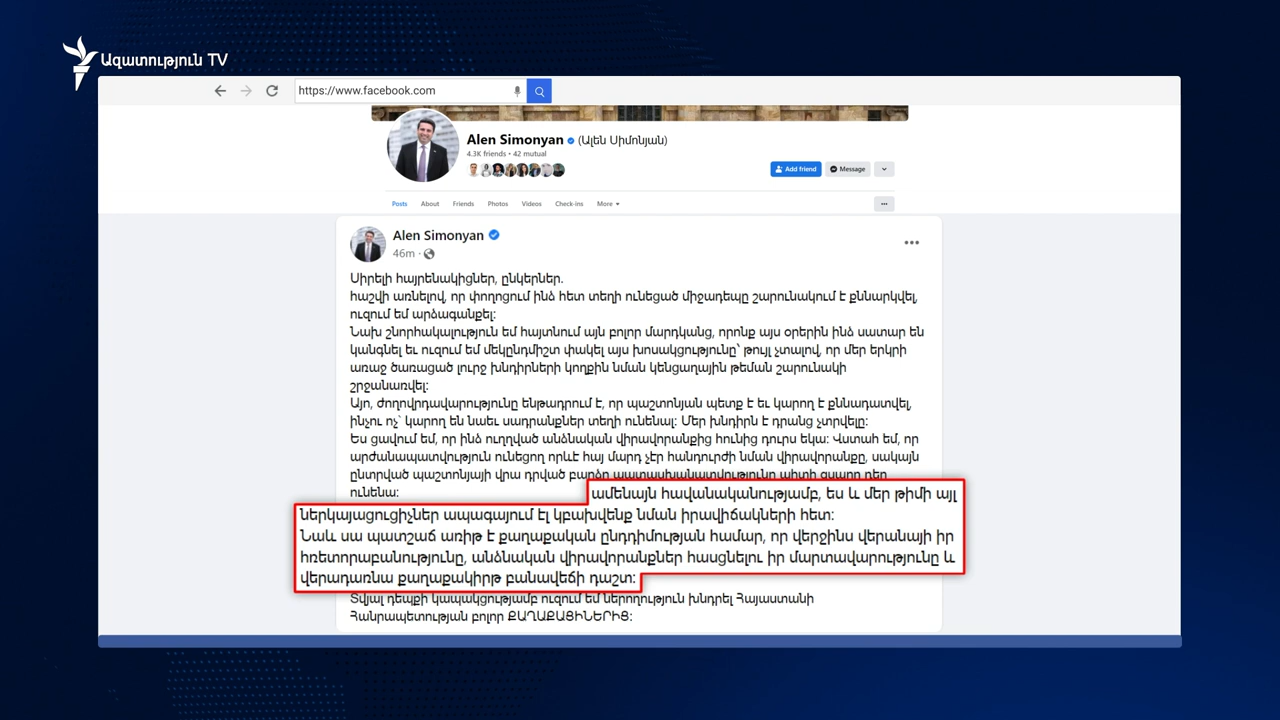 Ազատություն TV
https://www.facebook.com
Alen Simonyan (Ալեն Սիմոնյան)
4.3K friends • 42 mutual
Add friend
Message
Posts About Friends Photos Videos Check-ins More
Alen Simonyan
46m ·
Սիրելի հայրենակիցներ, ընկերներ.
հաշվի առնելով, որ փողոցում ինձ հետ տեղի ունեցած միջադեպը շարունակում է քննարկվել,
ուզում եմ արձագանքել:
Նախ շնորհակալություն եմ հայտնում այն բոլոր մարդկանց, որոնք այս օրերին ինձ սատար են
կանգնել եւ ուզում եմ մեկընդմիշտ փակել այս խոսակցությունը՝ թույլ չտալով, որ մեր երկրի
առաջ ծառացած լուրջ խնդիրների կողքին նման կենցաղային թեման շարունակի
շրջանառվել:
Այո, ժողովրդավարությունը ենթադրում է, որ պաշտոնյան պետք է եւ կարող է քննադատվել,
ինչու ոչ՝ կարող են նաեւ սադրանքներ տեղի ունենալ: Մեր խնդիրն է դրանց չտրվելը:
Ես ցավում եմ, որ ինձ ուղղված անձնական վիրավորանքից հունից դուրս եկա: Վստահ եմ, որ
արժանապատվություն ունեցող որևէ հայ մարդ չէր հանդուրժի նման վիրավորանքը, սակայն
ընտրված պաշտոնյայի վրա դրված բարձր պատասխանատվությունը պիտի զսպող դեր
ունենա:
ամենայն հավանականությամբ, ես և մեր թիմի այլ
ներկայացուցիչներ ապագայում էլ կբախվենք նման իրավիճակների հետ:
Նաև սա պատշաճ առիթ է քաղաքական ընդդիմության համար, որ վերջինս վերանայի իր
հռետորաբանությունը, անձնական վիրավորանքներ հասցնելու իր մարտավարությունը և
վերադառնա քաղաքակիրթ բանավեճի դաշտ:
Տվյալ դեպքի կապակցությամբ ուզում եմ ներողություն խնդրել Հայաստանի
Հանրապետության բոլոր ՔԱՂԱՔԱՑԻՆԵՐԻՑ: